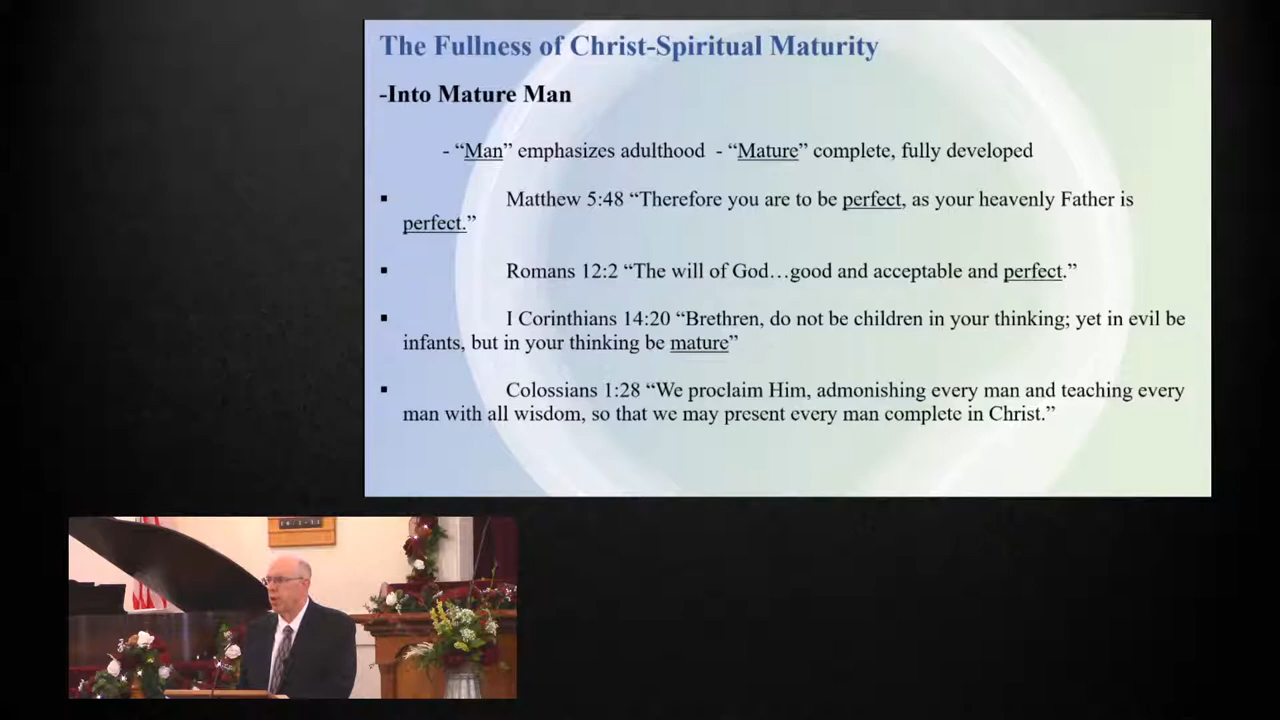 The Fullness of Christ-Spiritual Maturity
-Into Mature Man
- “Man” emphasizes adulthood - “Mature” complete, fully developed
▪ Matthew 5:48 “Therefore you are to be perfect, as your heavenly Father is
perfect.”
▪ Romans 12:2 “The will of God…good and acceptable and perfect.”
▪ I Corinthians 14:20 “Brethren, do not be children in your thinking; yet in evil be
infants, but in your thinking be mature”
▪ Colossians 1:28 “We proclaim Him, admonishing every man and teaching every
man with all wisdom, so that we may present every man complete in Christ.”